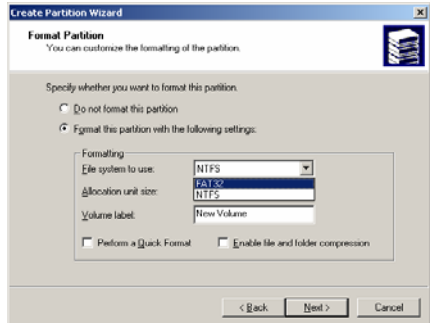 Create Partition Wizard
Format Partition
You can customize the formatting of the partition.
Specify whether you want to format this partition.
Do not format this partition
Format this partition with the following settings:
Formatting
File system to use: NTFS
FAT32
Allocation unit size: NTFS
Volume label: New Volume
Perform a Quick Format Enable file and folder compression
< Back Next > Cancel